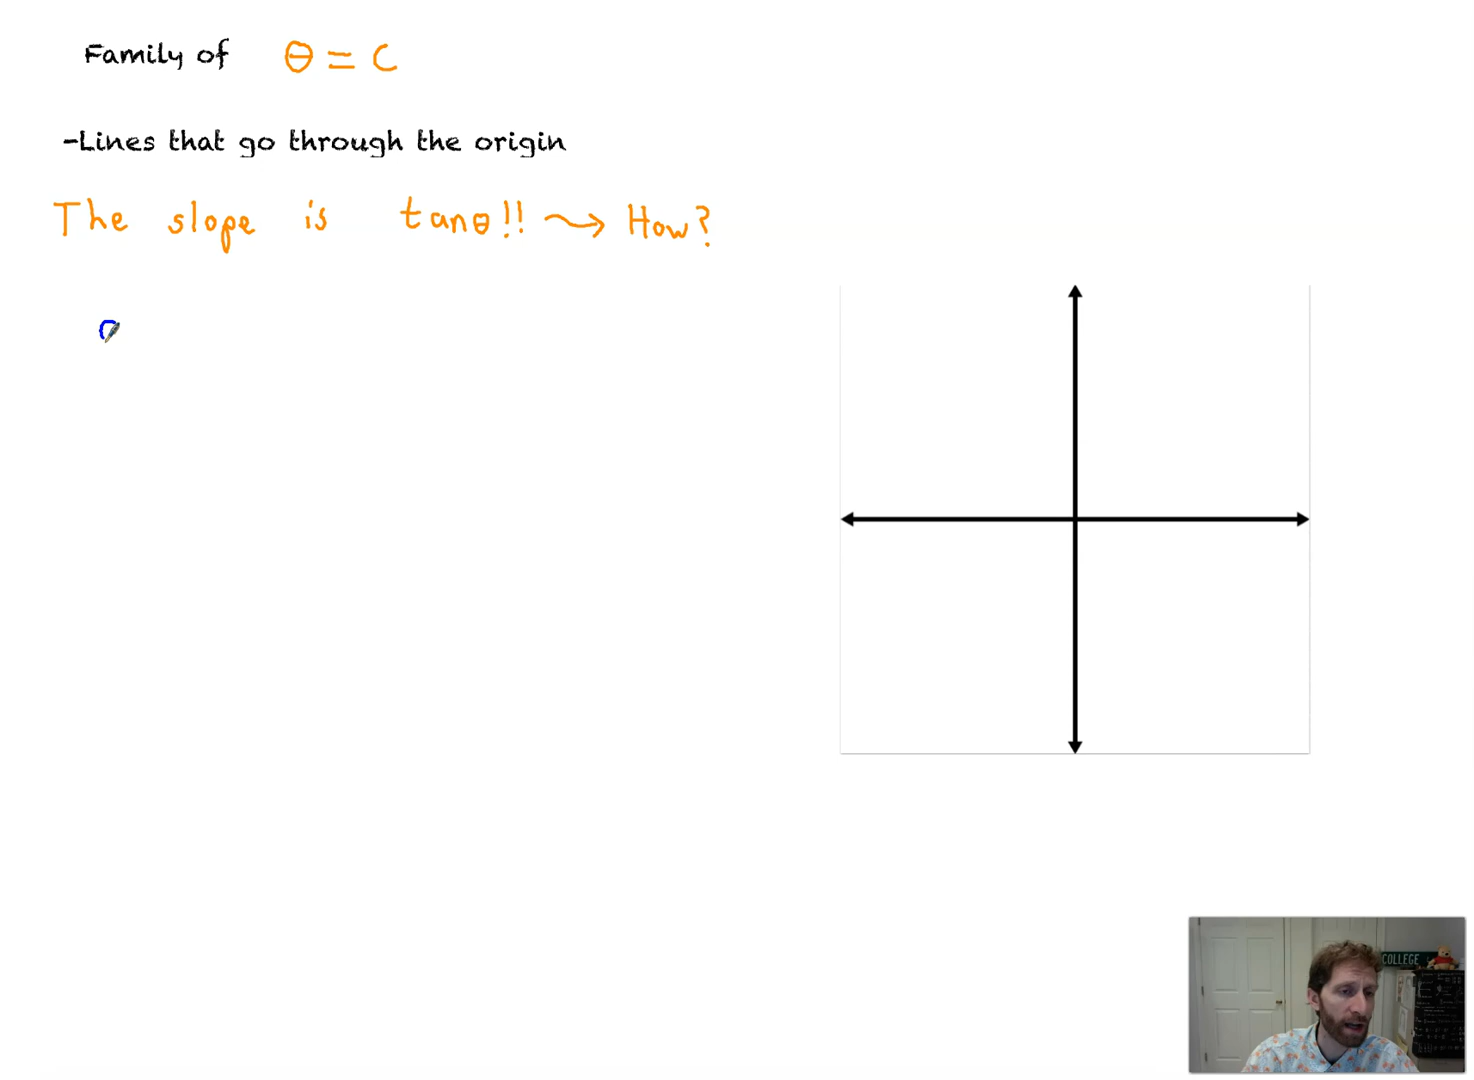 Family of θ = C
-Lines that go through the origin
The slope is tanθ!! ⤳ How?
COLLEGE